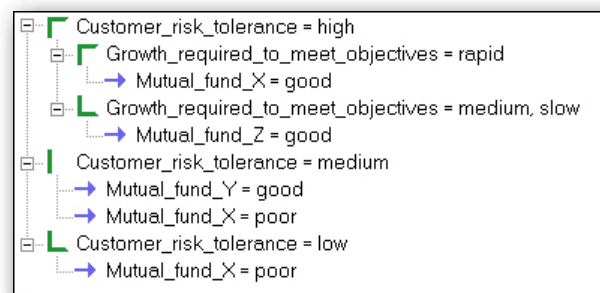 Customer_risk_tolerance = high
Growth_required_to_meet_objectives = rapid
Mutual_fund_X = good
Growth_required_to_meet_objectives = medium, slow
Mutual_fund_Z = good
Customer_risk_tolerance = medium
Mutual_fund_Y = good
Mutual_fund_X = poor
Customer_risk_tolerance = low
Mutual_fund_X = poor